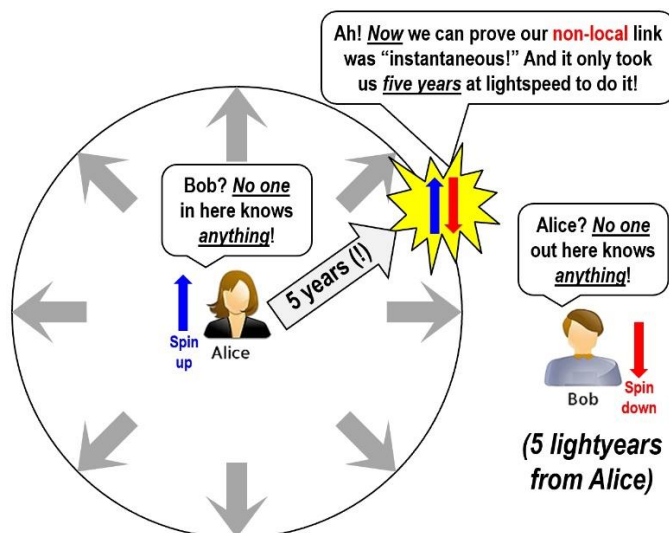 Ah! Now we can prove our non-local link
was “instantaneous!” And it only took
us five years at lightspeed to do it!
Bob? No one
in here knows
anything!
Alice? No one
out here knows
anything!
5 years (!)
Spin
up
Alice
Bob
Spin
down
(5 lightyears
from Alice)